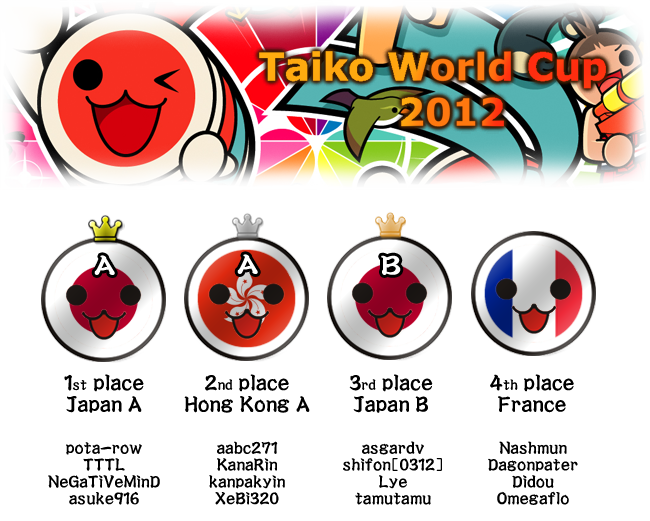 Taiko World Cup
2012
A
A
B
1st place
Japan A
pota-row
TTTL
NeGaTiVeMinD
asuke916
2nd place
Hong Kong A
aabc271
KanaRin
kanpakyin
XeBi320
3rd place
Japan B
asgardv
shifon[0312]
Lye
tamutamu
4th place
France
Nashmun
Dagonpater
Didou
Omegaflo